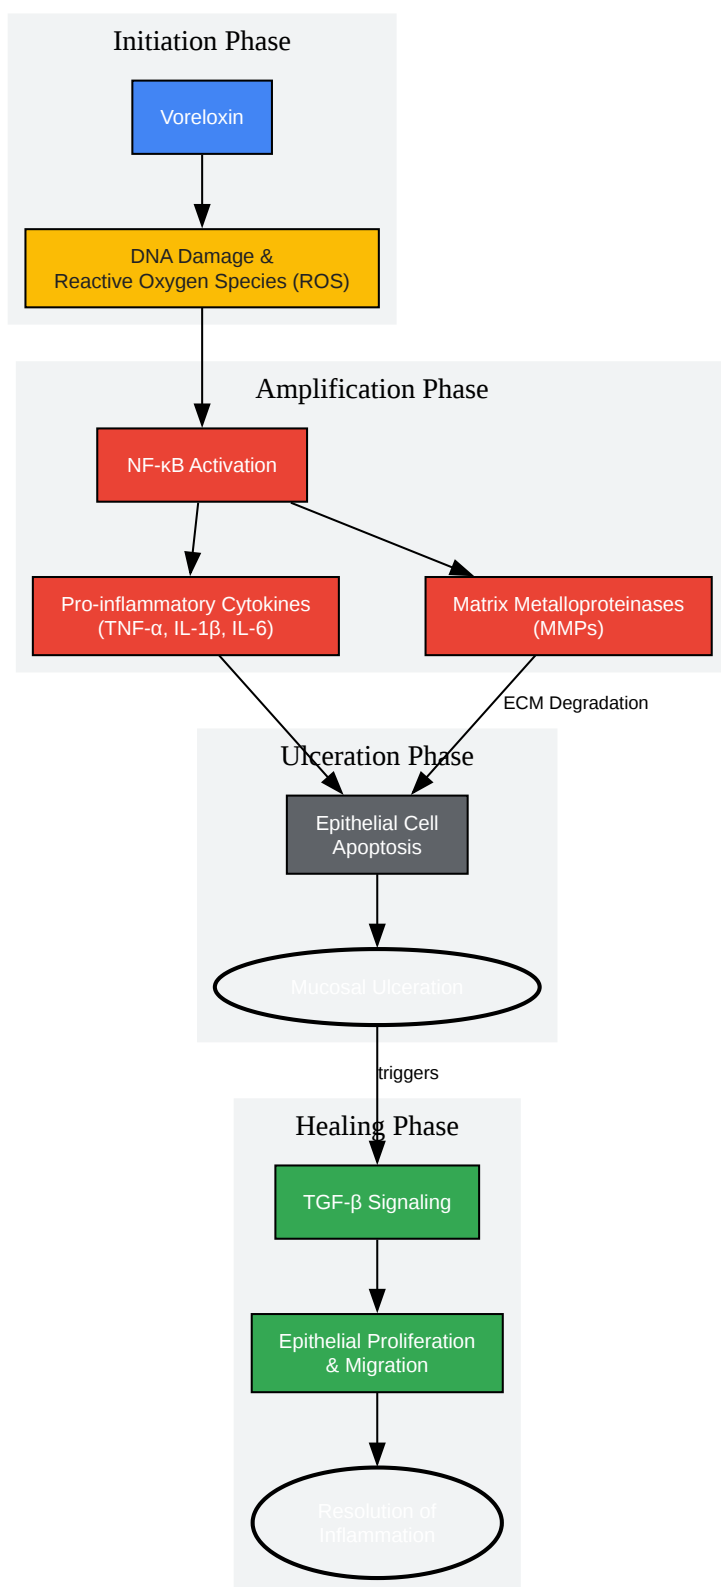 Initiation Phase
Voreloxin
DNA Damage &
Reactive Oxygen Species (ROS)
Amplification Phase
NF-κB Activation
Pro-inflammatory Cytokines
(TNF-α, IL-1β, IL-6)
Matrix Metalloproteinases
(MMPs)
ECM Degradation
Ulceration Phase
Epithelial Cell
Apoptosis
Mucosal Ulceration
triggers
Healing Phase
TGF-β Signaling
Epithelial Proliferation
& Migration
Resolution of
Inflammation